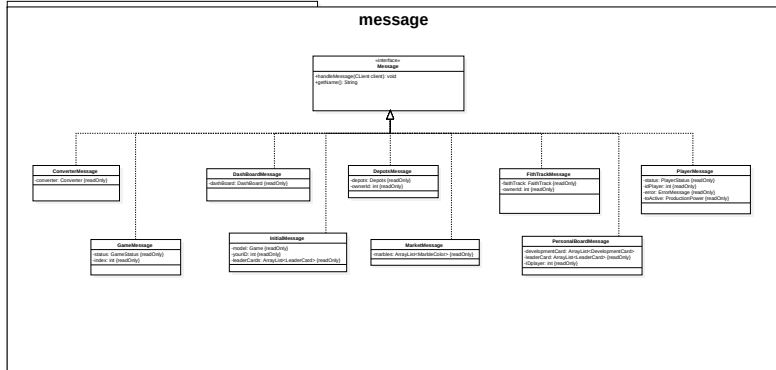 message
«interface»
Message
+handleMessage(CLient client): void
+getName(): String
ConverterMessage
-converter: Converter {readOnly}
DashBoardMessage
-dashBoard: DashBoard {readOnly}
DepotsMessage
-depots: Depots {readOnly}
-ownerId: int {readOnly}
FithTrackMessage
-faithTrack: FaithTrack {readOnly}
-ownerId: int {readOnly}
PlayerMessage
-status: PlayerStatus {readOnly}
-idPlayer: int {readOnly}
-error: ErrorMessage {readOnly}
-toActive: ProductionPower {readOnly}
GameMessage
-status: GameStatus {readOnly}
-index: int {readOnly}
InitialMessage
-model: Game {readOnly}
-yourID: int {readOnly}
-leaderCards: ArrayList<LeaderCard> {readOnly}
MarketMessage
-marbles: ArrayList<MarbleColor> {readOnly}
PersonalBoardMessage
-developmentCard: ArrayList<DevelopmentCard>
-leaderCard: ArrayList<LeaderCard> {readOnly}
-IDplayer: int {readOnly}